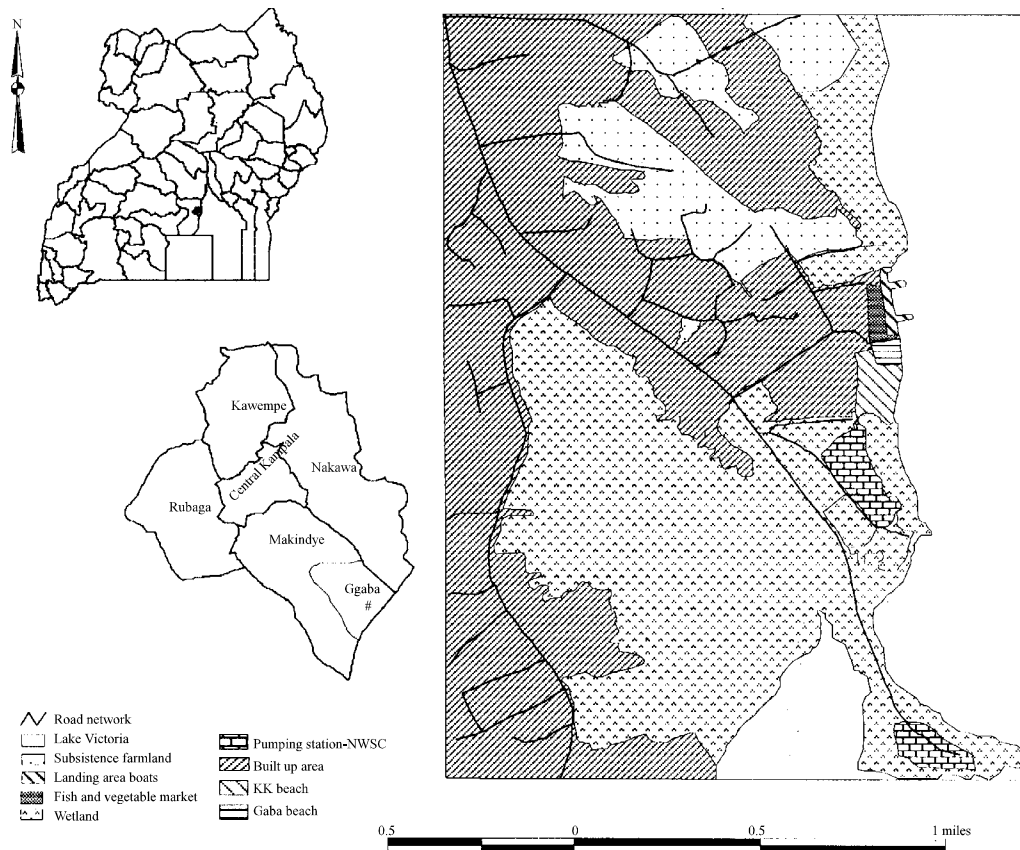 N
Kawempe
Central Kampala
Nakawa
Rubaga
Makindye
Ggaba
#
Road network
Lake Victoria
Subsistence farmland
Landing area boats
Fish and vegetable market
Wetland
Pumping station-NWSC
Built up area
KK beach
Gaba beach
0.5 0 0.5 1 miles